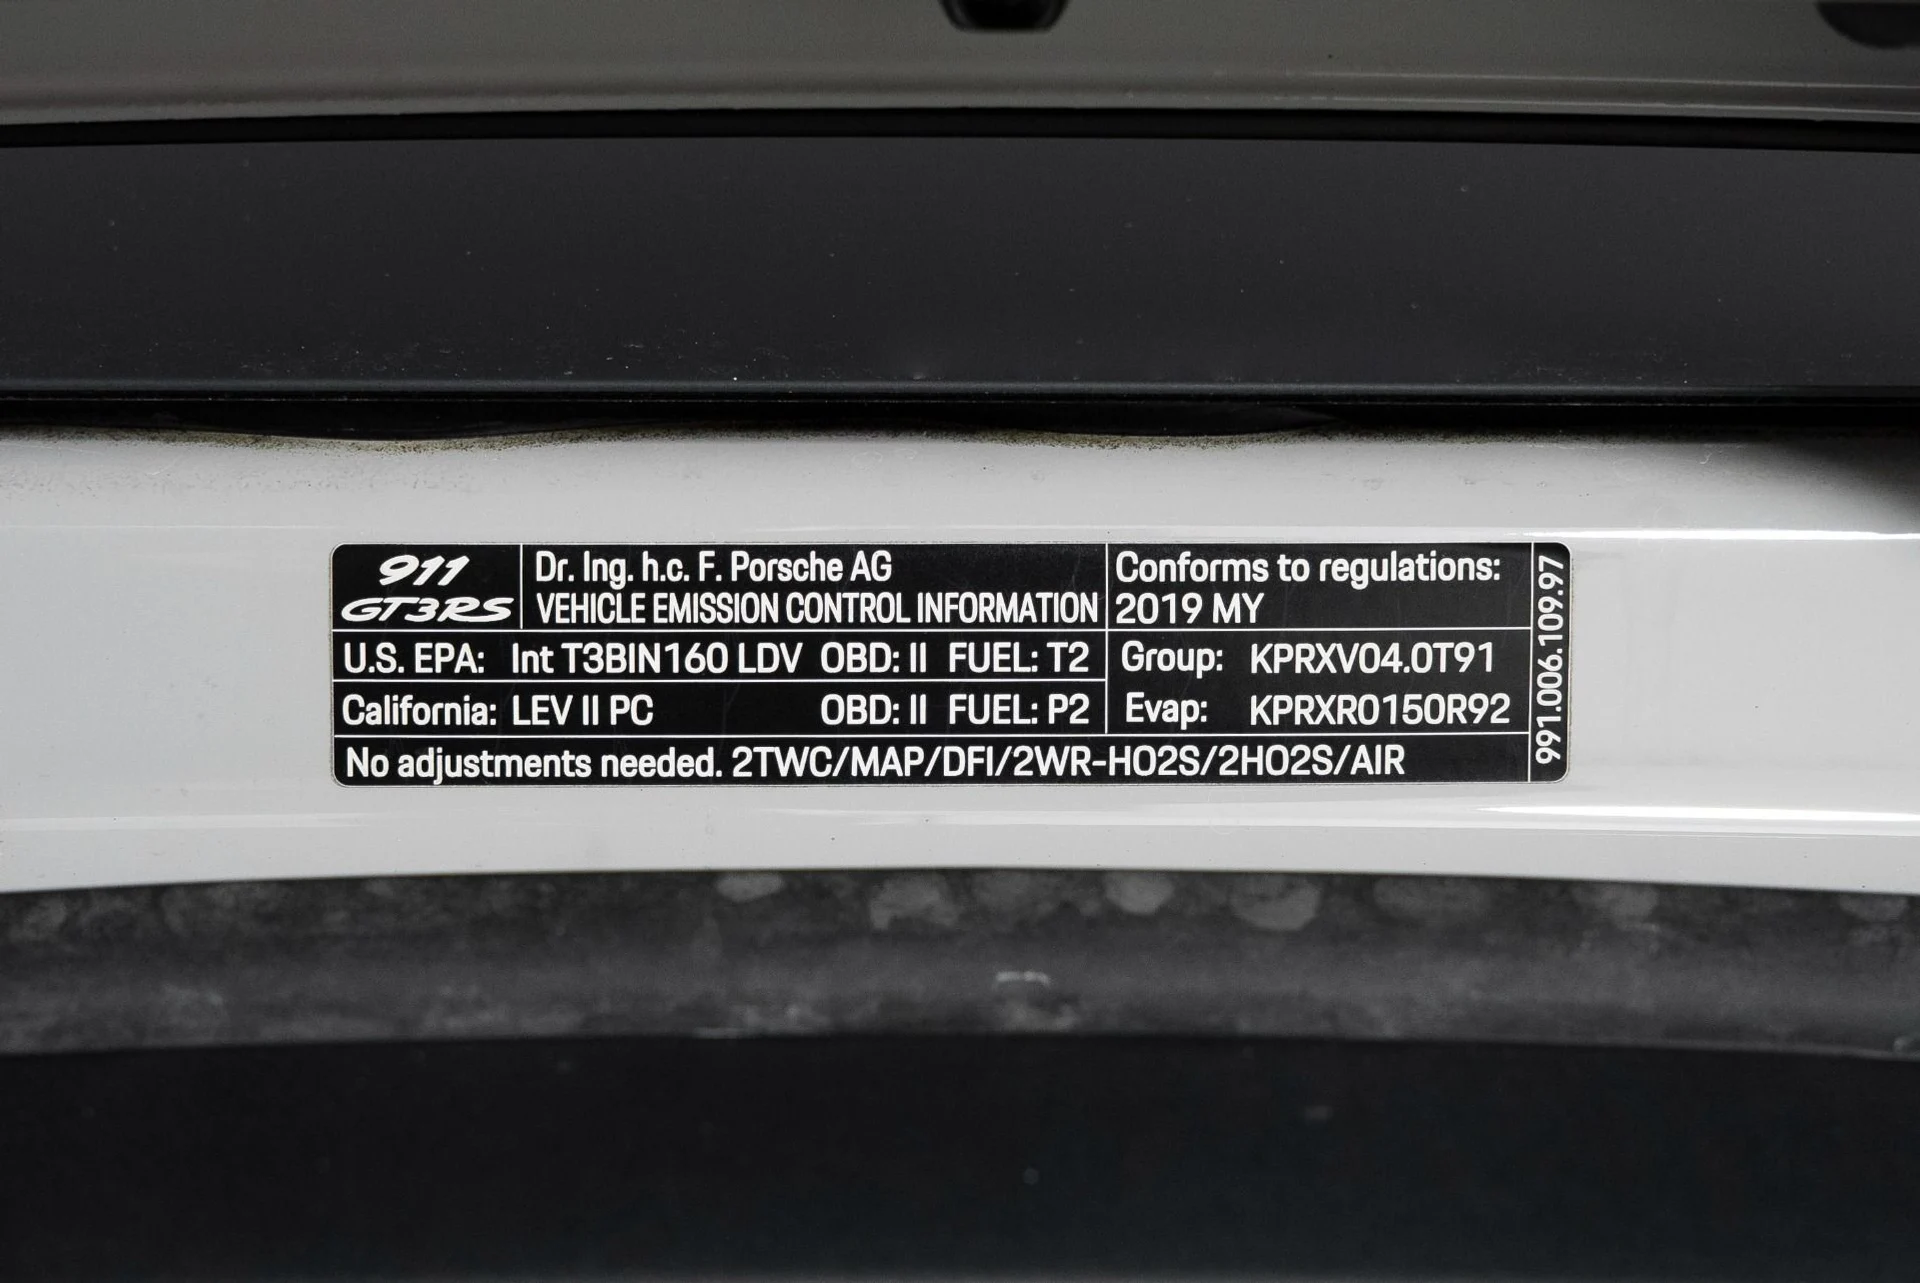 911 GT3RS
Dr. Ing. h.c. F. Porsche AG
VEHICLE EMISSION CONTROL INFORMATION
Conforms to regulations:
2019 MY
U.S. EPA: Int T3BIN160 LDV OBD: II FUEL: T2
Group: KPRXV04.0T91
California: LEV II PC OBD: II FUEL: P2
Evap: KPRXR0150R92
No adjustments needed. 2TWC/MAP/DFI/2WR-HO2S/2HO2S/AIR
991.006.109.97